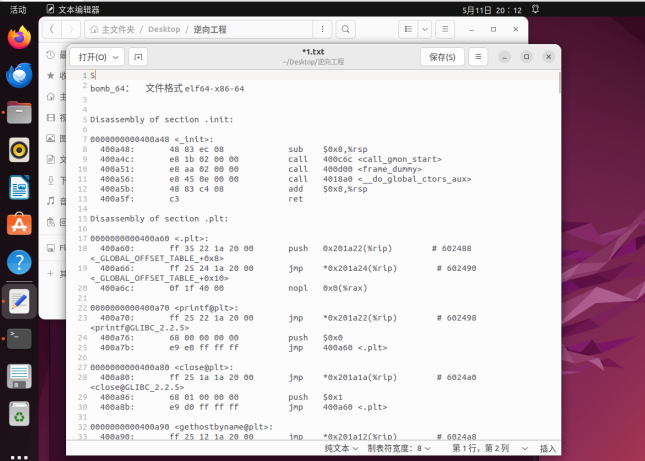 活动
文本编辑器
5月11日 20：12
主文件夹 / Desktop / 逆向工程
打开(O)
*1.txt
~/Desktop/逆向工程
保存(S)
1 S
2 bomb_64:     文件格式 elf64-x86-64
3
4
5 Disassembly of section .init:
6
7 0000000000400a48 <_init>:
8   400a48:       48 83 ec 08             sub    $0x8,%rsp
9   400a4c:       e8 1b 02 00 00          call   400c6c <call_gmon_start>
10   400a51:       e8 aa 02 00 00          call   400d00 <frame_dummy>
11   400a56:       e8 45 0e 00 00          call   4018a0 <__do_global_ctors_aux>
12   400a5b:       48 83 c4 08             add    $0x8,%rsp
13   400a5f:       c3                      ret
14
15 Disassembly of section .plt:
16
17 0000000000400a60 <.plt>:
18   400a60:       ff 35 22 1a 20 00       push   0x201a22(%rip)        # 602488
<_GLOBAL_OFFSET_TABLE_+0x8>
19   400a66:       ff 25 24 1a 20 00       jmp    *0x201a24(%rip)        # 602490
<_GLOBAL_OFFSET_TABLE_+0x10>
20   400a6c:       0f 1f 40 00             nopl   0x0(%rax)
21
22 0000000000400a70 <printf@plt>:
23   400a70:       ff 25 22 1a 20 00       jmp    *0x201a22(%rip)        # 602498
<printf@GLIBC_2.2.5>
24   400a76:       68 00 00 00 00          push   $0x0
25   400a7b:       e9 e0 ff ff ff          jmp    400a60 <.plt>
26
27 0000000000400a80 <close@plt>:
28   400a80:       ff 25 1a 1a 20 00       jmp    *0x201a1a(%rip)        # 6024a0
<close@GLIBC_2.2.5>
29   400a86:       68 01 00 00 00          push   $0x1
30   400a8b:       e9 d0 ff ff ff          jmp    400a60 <.plt>
31
32 0000000000400a90 <gethostbyname@plt>:
33   400a90:       ff 25 12 1a 20 00       jmp    *0x201a12(%rip)        # 6024a8
纯文本
制表符宽度：8
第 1 行，第 2 列
插入